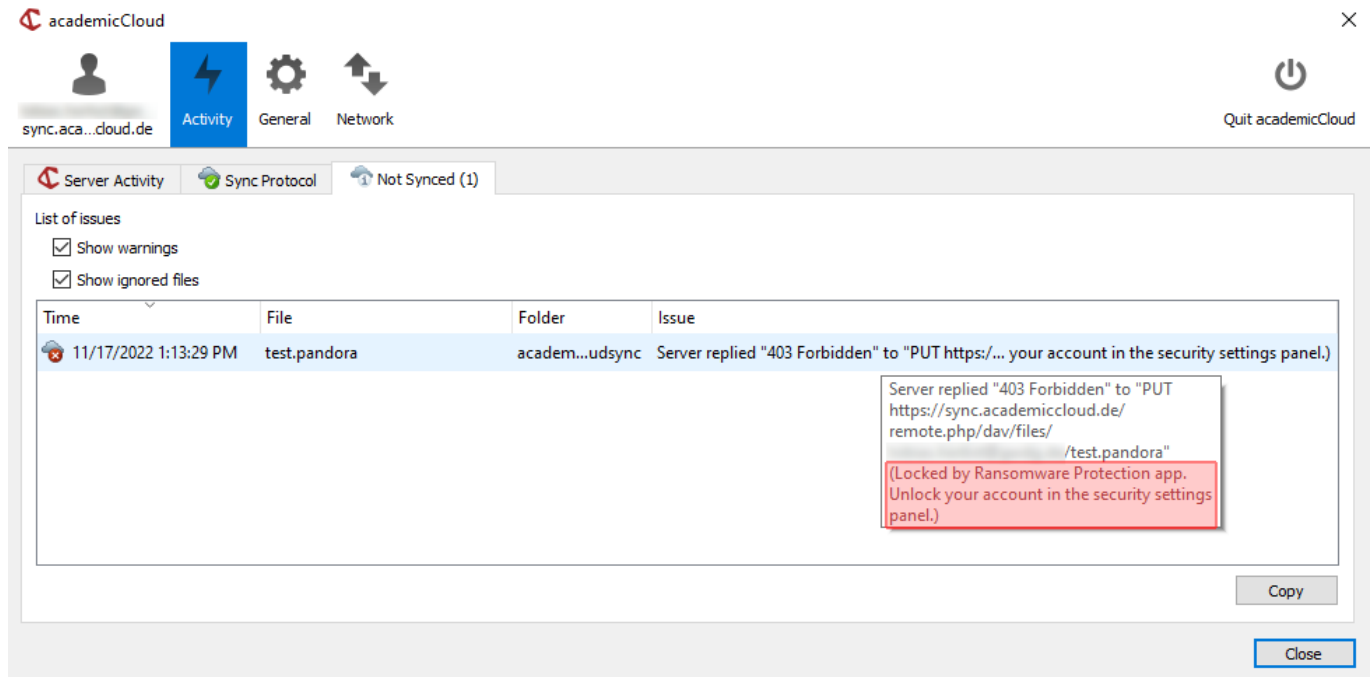 academicCloud
sync.aca...cloud.de
Activity
General
Network
Quit academicCloud
Server Activity
Sync Protocol
Not Synced (1)
List of issues
Show warnings
Show ignored files
Time File Folder Issue
11/17/2022 1:13:29 PM test.pandora academ...udsync Server replied "403 Forbidden" to "PUT https:/... your account in the security settings panel.)
Server replied "403 Forbidden" to "PUT
https://sync.academiccloud.de/
remote.php/dav/files/
/test.pandora"
(Locked by Ransomware Protection app.
Unlock your account in the security settings
panel.)
Copy
Close